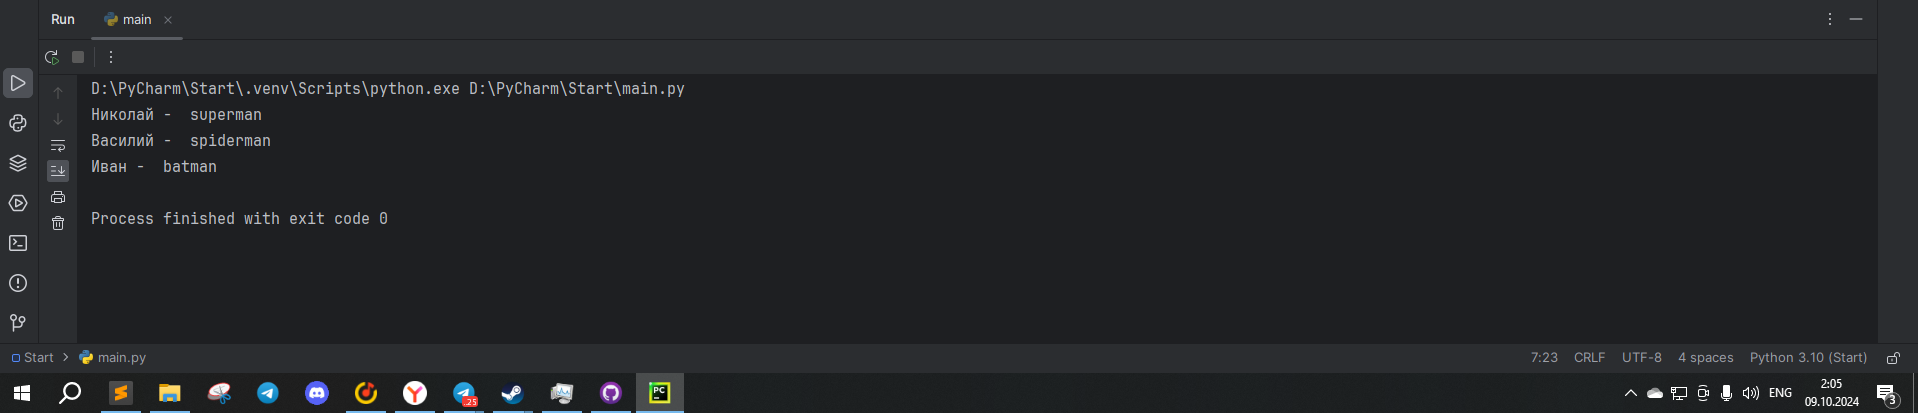 Run main
D:\PyCharm\Start\.venv\Scripts\python.exe D:\PyCharm\Start\main.py
Николай -  superman
Василий -  spiderman
Иван -  batman
Process finished with exit code 0
Start main.py 7:23 CRLF UTF-8 4 spaces Python 3.10 (Start)
PC
25
ENG
2:05
09.10.2024
3